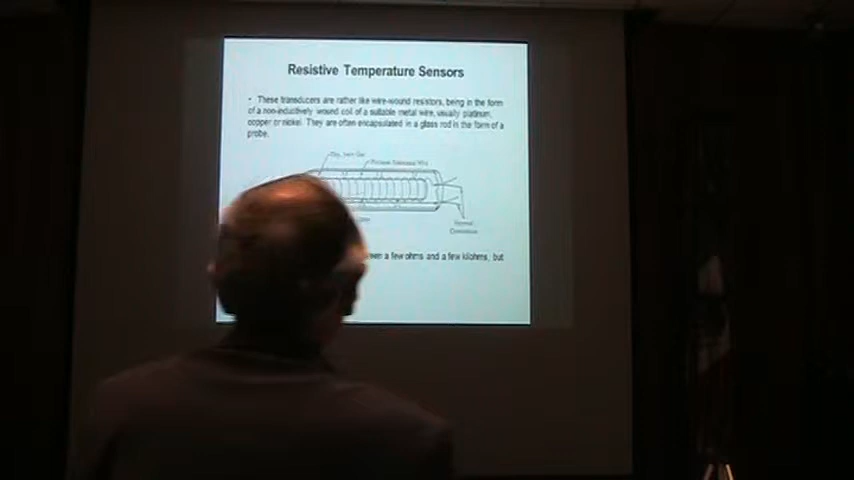 Resistive Temperature Sensors
• These transducers are rather like wire-wound resistors, being in the form
of a non-inductively wound coil of a suitable metal wire, usually platinum,
copper or nickel. They are often encapsulated in a glass rod in the form of a
probe.
a few ohms and a few kilohms, but